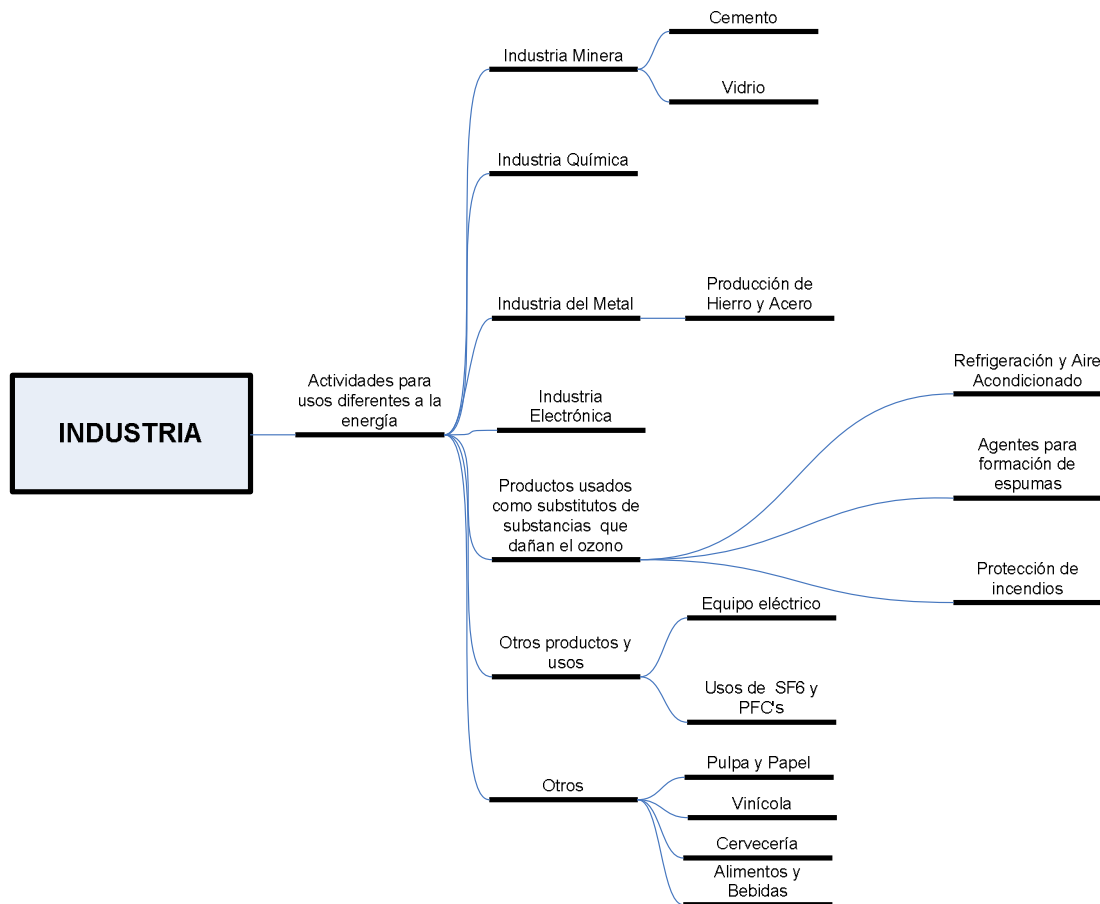 Cemento
Industria Minera
Vidrio
Industria Química
Producción de
Hierro y Acero
Industria del Metal
Refrigeración y Aire
Acondicionado
Actividades para
usos diferentes a la
energía
INDUSTRIA
Industria
Electrónica
Agentes para
formación de
espumas
Productos usados
como substitutos de
substancias que
dañan el ozono
Protección de
incendios
Equipo eléctrico
Otros productos y
usos
Usos de SF6 y
PFC's
Pulpa y Papel
Otros
Vinícola
Cervecería
Alimentos y
Bebidas